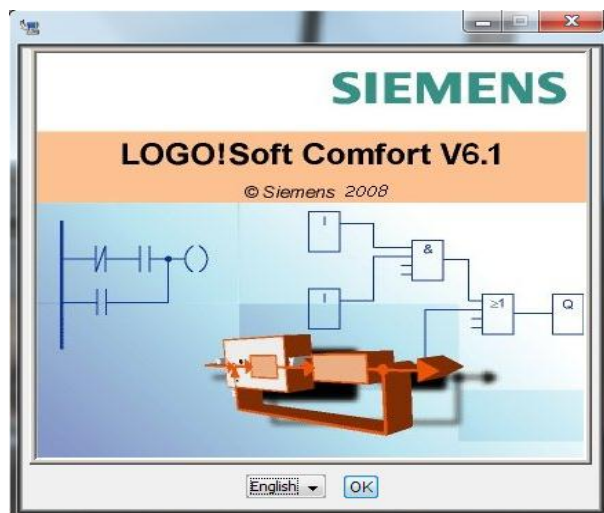 SIEMENS
LOGO!Soft Comfort V6.1
© Siemens 2008
I
&
I
≥1
Q
English
OK